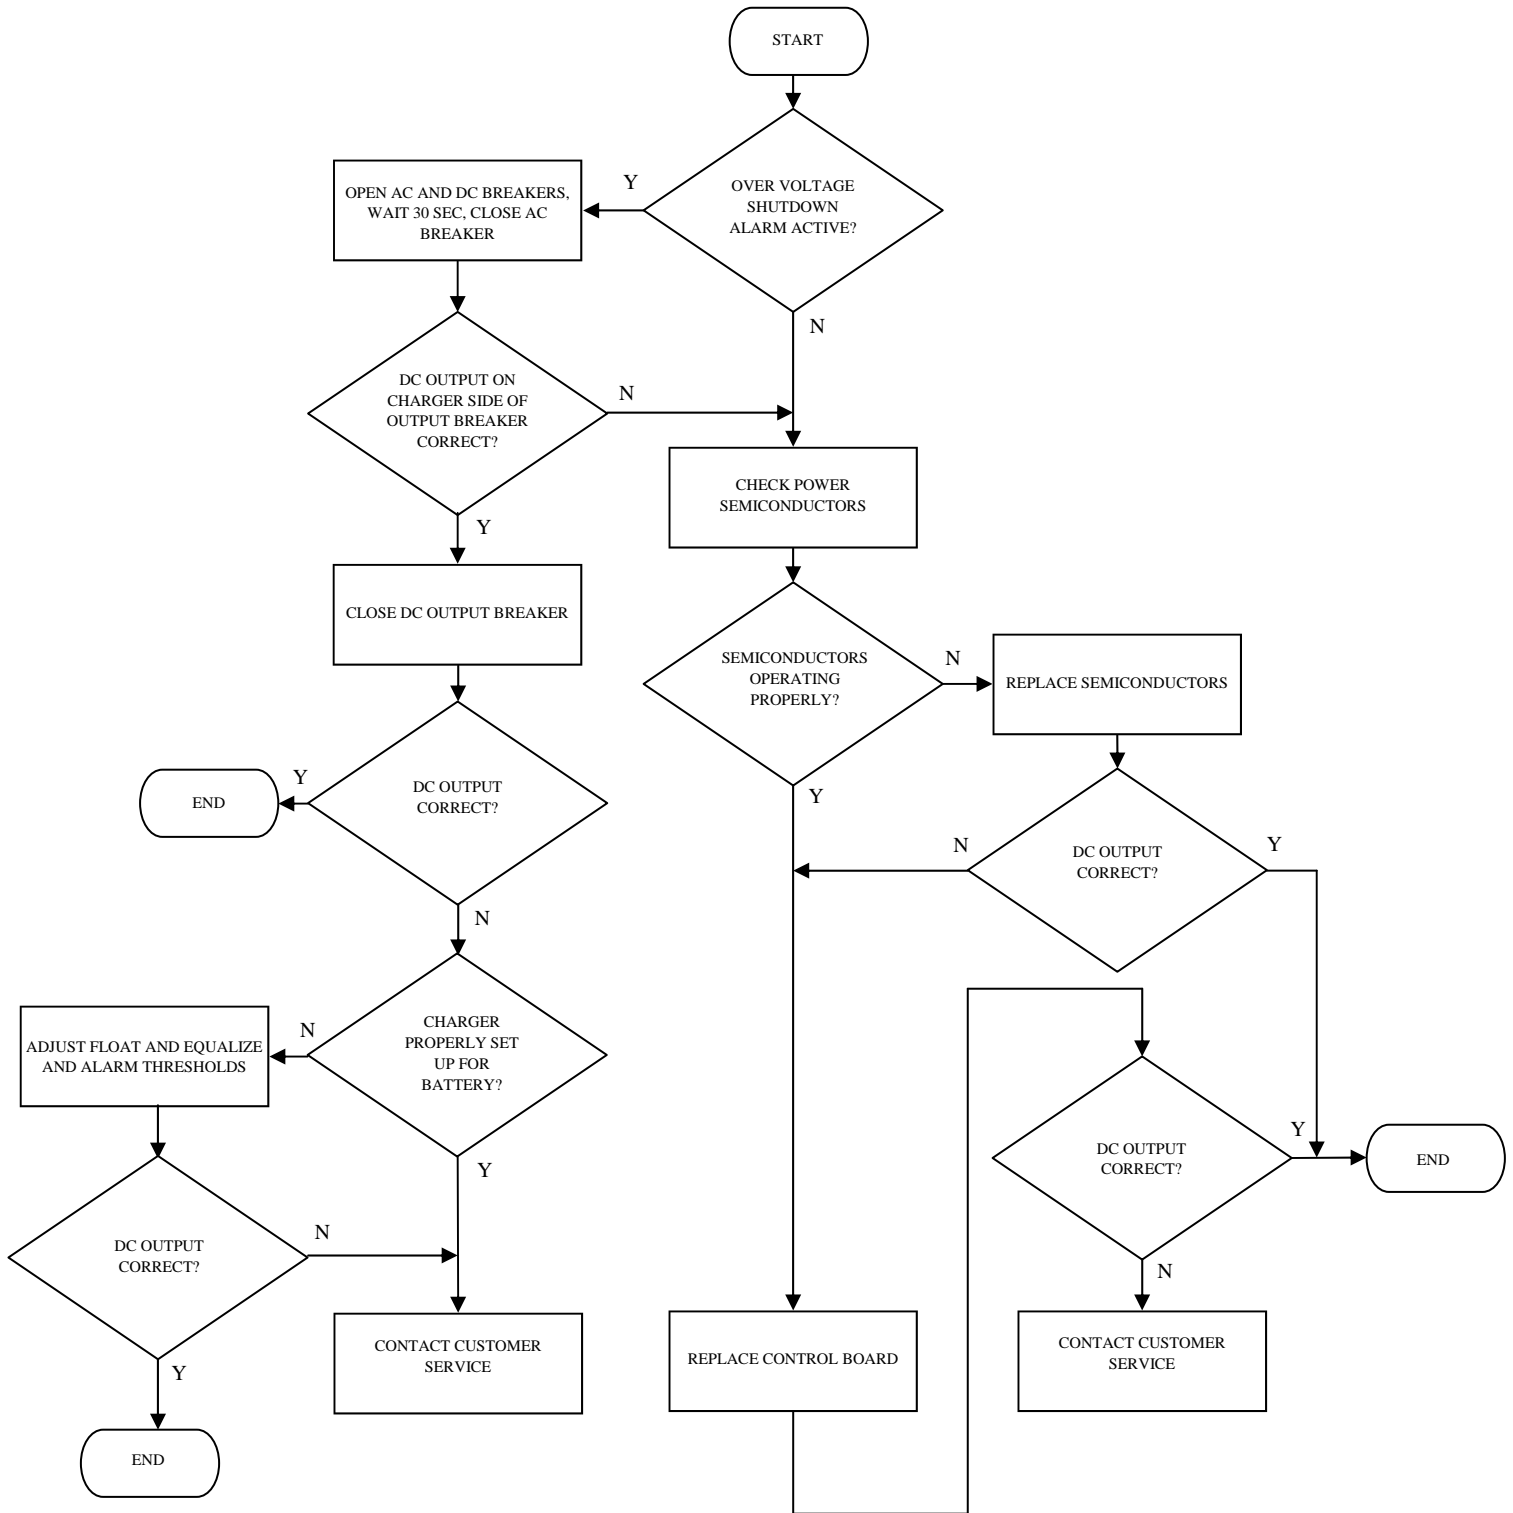 START
OVER VOLTAGE
SHUTDOWN
ALARM ACTIVE?
Y
N
OPEN AC AND DC BREAKERS,
WAIT 30 SEC, CLOSE AC
BREAKER
DC OUTPUT ON
CHARGER SIDE OF
OUTPUT BREAKER
CORRECT?
N
Y
CHECK POWER
SEMICONDUCTORS
CLOSE DC OUTPUT BREAKER
SEMICONDUCTORS
OPERATING
PROPERLY?
N
Y
REPLACE SEMICONDUCTORS
DC OUTPUT
CORRECT?
Y
N
END
DC OUTPUT
CORRECT?
N
Y
CHARGER
PROPERLY SET
UP FOR
BATTERY?
N
Y
ADJUST FLOAT AND EQUALIZE
AND ALARM THRESHOLDS
DC OUTPUT
CORRECT?
N
Y
CONTACT CUSTOMER
SERVICE
END
REPLACE CONTROL BOARD
DC OUTPUT
CORRECT?
Y
N
END
CONTACT CUSTOMER
SERVICE